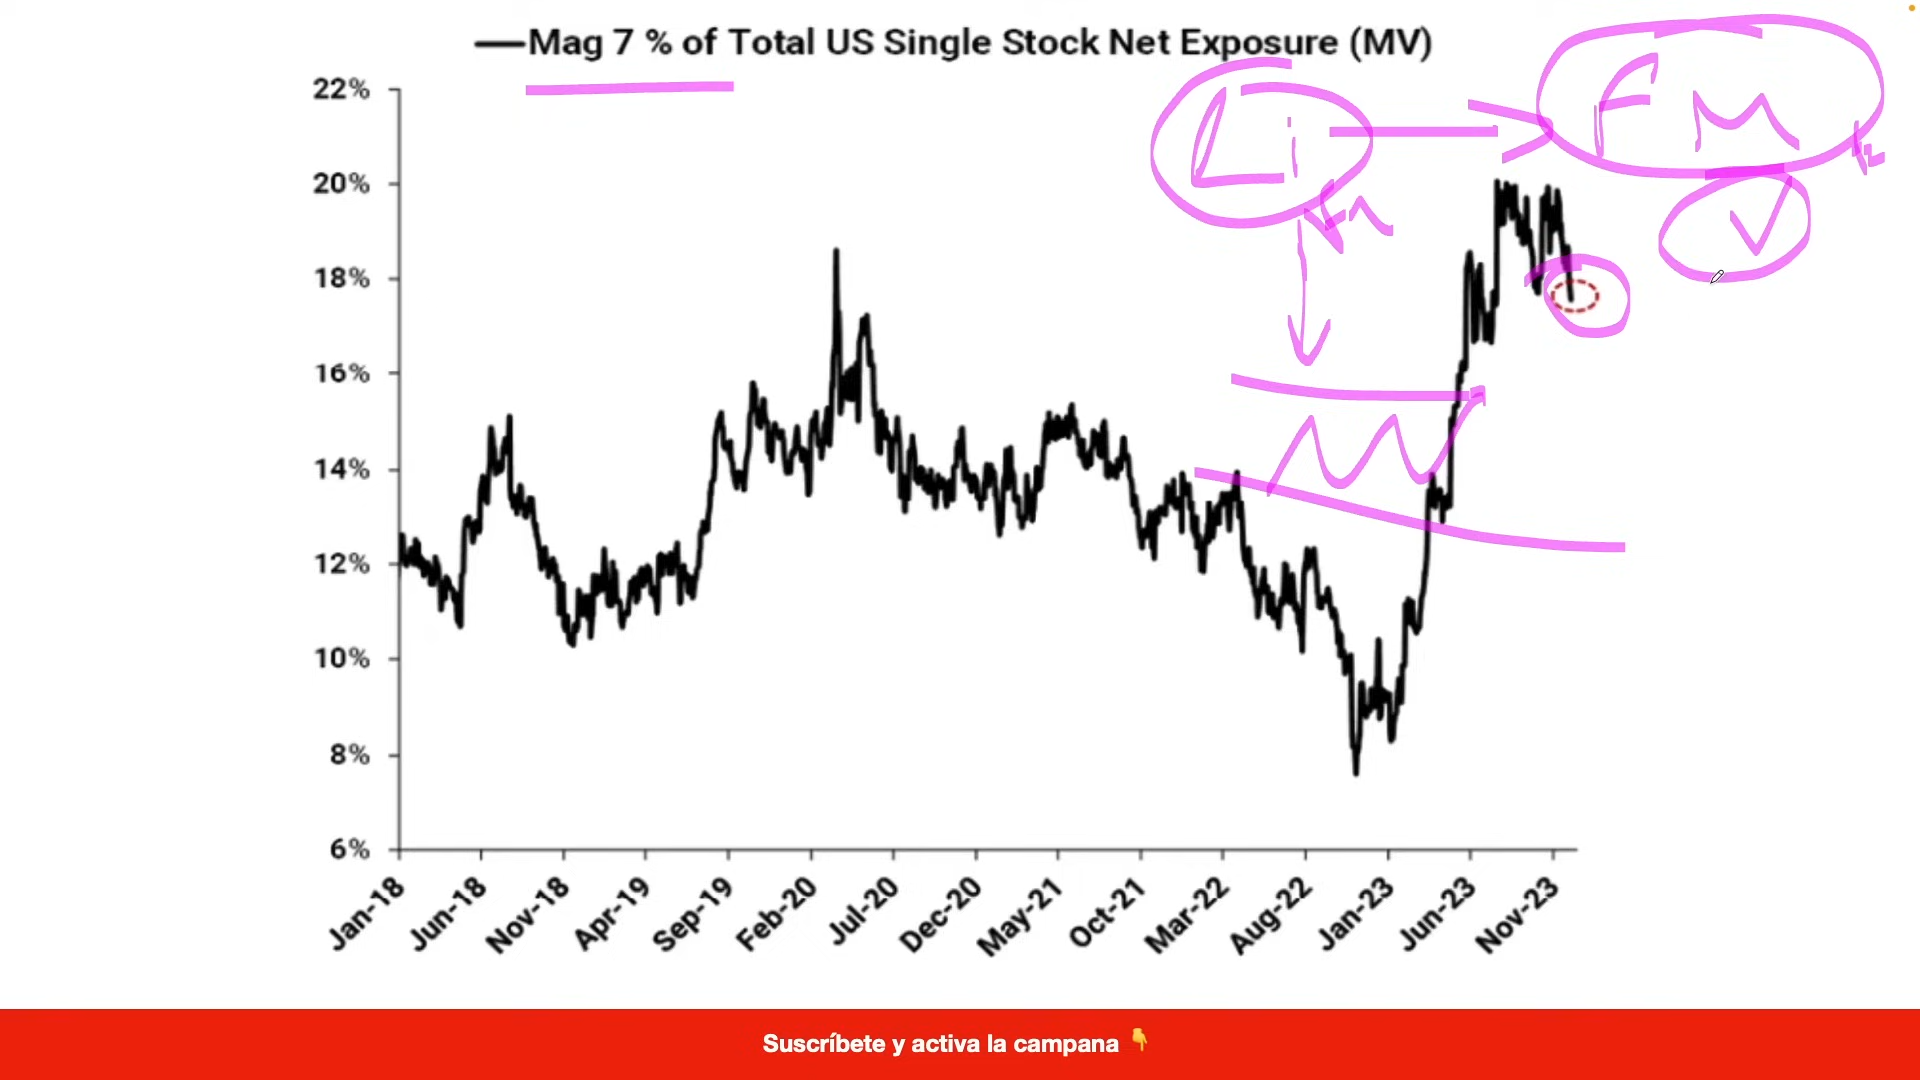 Mag 7 % of Total US Single Stock Net Exposure (MV)
22%
20%
18%
16%
14%
12%
10%
8%
6%
Jan-18
Jun-18
Nov-18
Apr-19
Sep-19
Feb-20
Jul-20
Dec-20
May-21
Oct-21
Mar-22
Aug-22
Jan-23
Jun-23
Nov-23
Li
FM
Suscríbete y activa la campana 👇